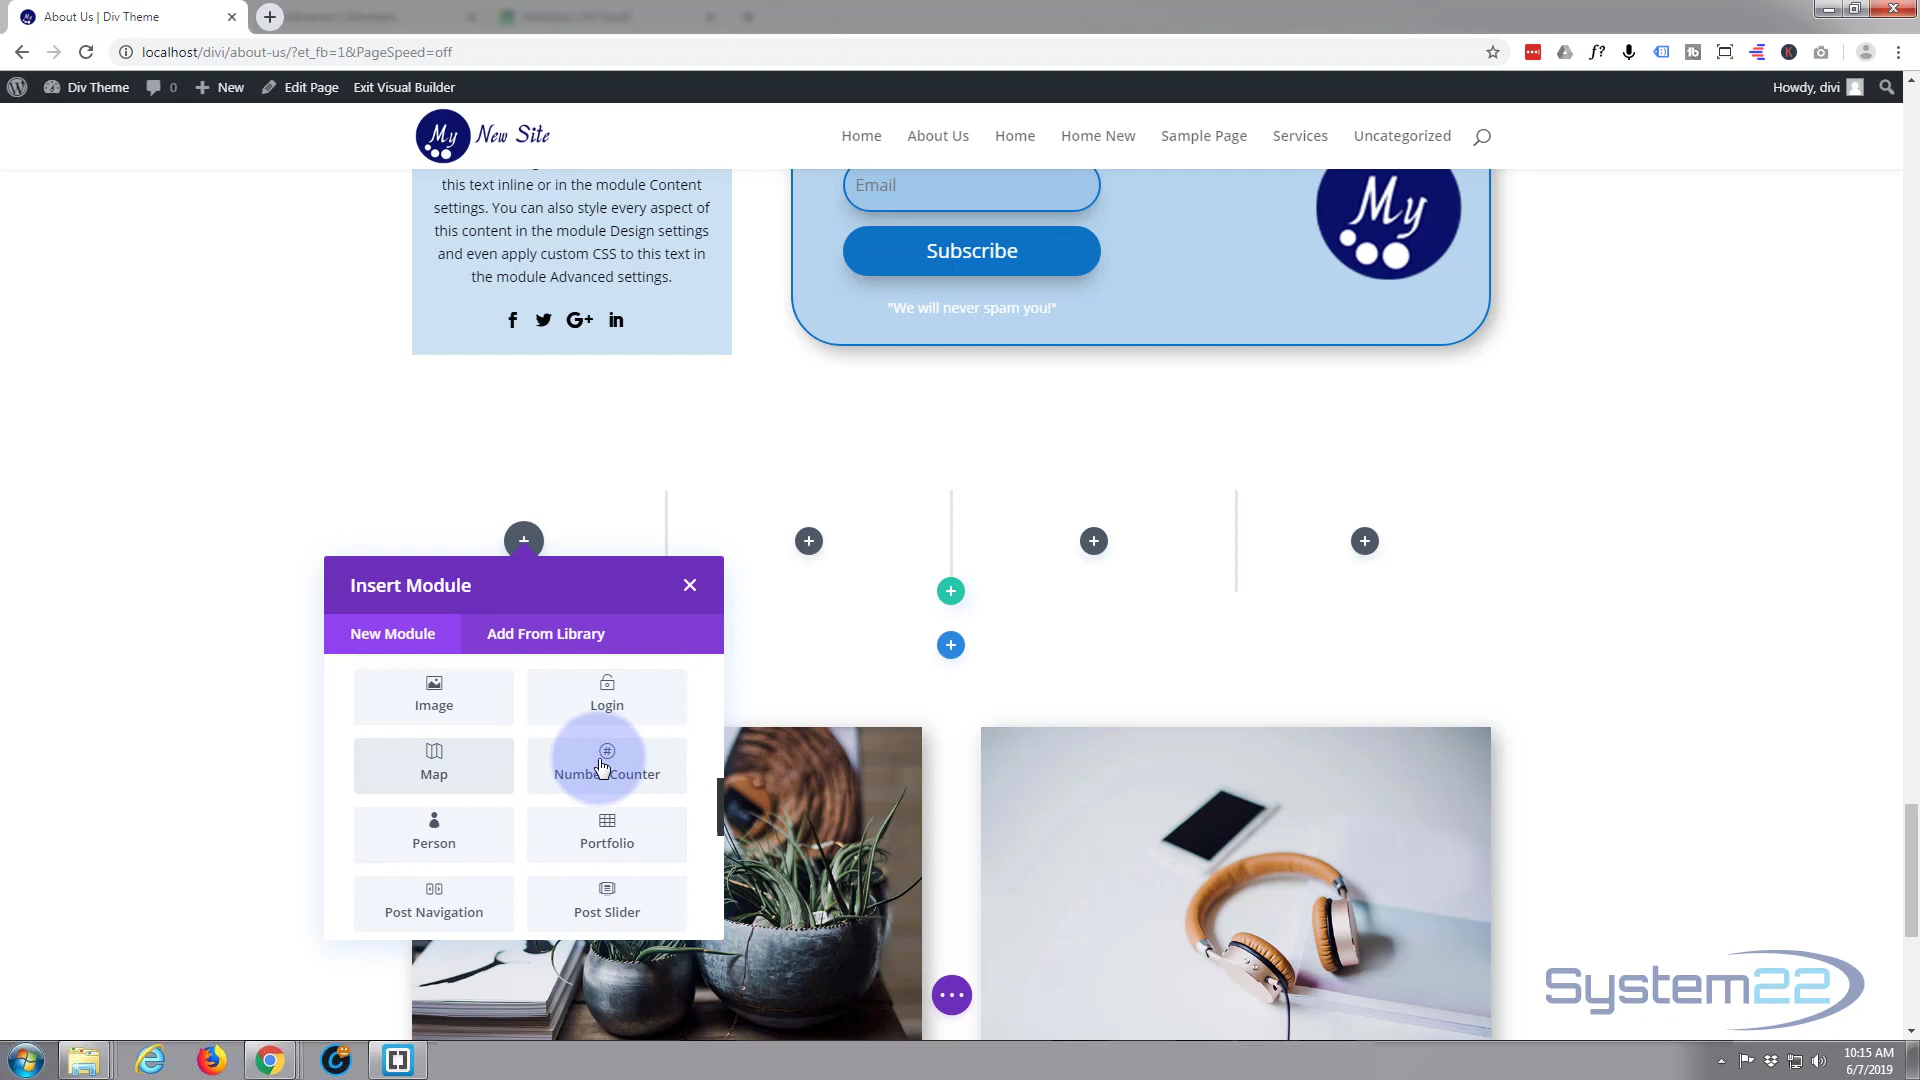 About Us | Div Theme
localhost/divi/about-us/?et_fb=1&PageSpeed=off
Div Theme
0
New
Edit Page
Exit Visual Builder
Howdy, divi
My New Site
Home
About Us
Home
Home New
Sample Page
Services
Uncategorized
this text inline or in the module Content
settings. You can also style every aspect of
this content in the module Design settings
and even apply custom CSS to this text in
the module Advanced settings.
Email
Subscribe
"We will never spam you!"
My
Insert Module
New Module
Add From Library
Image
Login
Map
Number Counter
Person
Portfolio
Post Navigation
Post Slider
System22
10:15 AM
6/7/2019